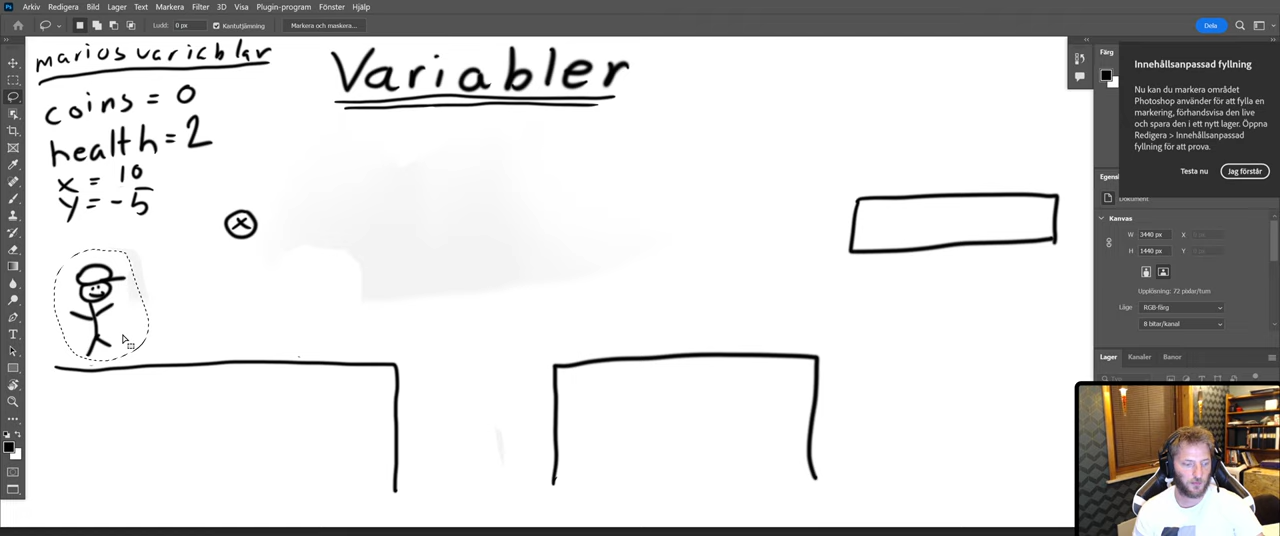 Arkiv Redigera Bild Lager Text Markera Filter 3D Visa Plugin-program Fönster Hjälp
Ludd: 0 px Kantutjämning Markera och maskera... Dela
marios variablar
coins = 0
health = 2
x = 10
y = -5
Variabler
x
Färg
Innehållsanpassad fyllning
Nu kan du markera området
Photoshop använder för att fylla en
markering, förhandsvisa den live
och spara den i ett nytt lager. Öppna
Redigera > Innehållsanpassad
fyllning för att prova.
Testa nu Jag förstår
Egens
Dokument
Kanvas
W 3440 px X
H 1440 px Y
Upplösning: 72 pixlar/tum
Läge RGB-färg
8 bitar/kanal
Lager Kanaler Banor